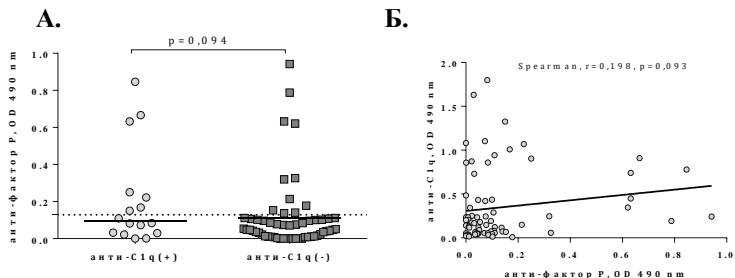 А.
Б.
p=0,094
анти-фактор P, OD 490 nm
1.0
0.8
0.6
0.4
0.2
0.0
анти-C1q(+)
анти-C1q(-)
Spearman, r=0,198, p=0,093
анти-C1q, OD 490 nm
2.0
1.5
1.0
0.5
0.0
0.0
0.2
0.4
0.6
0.8
1.0
анти-фактор P, OD 490 nm